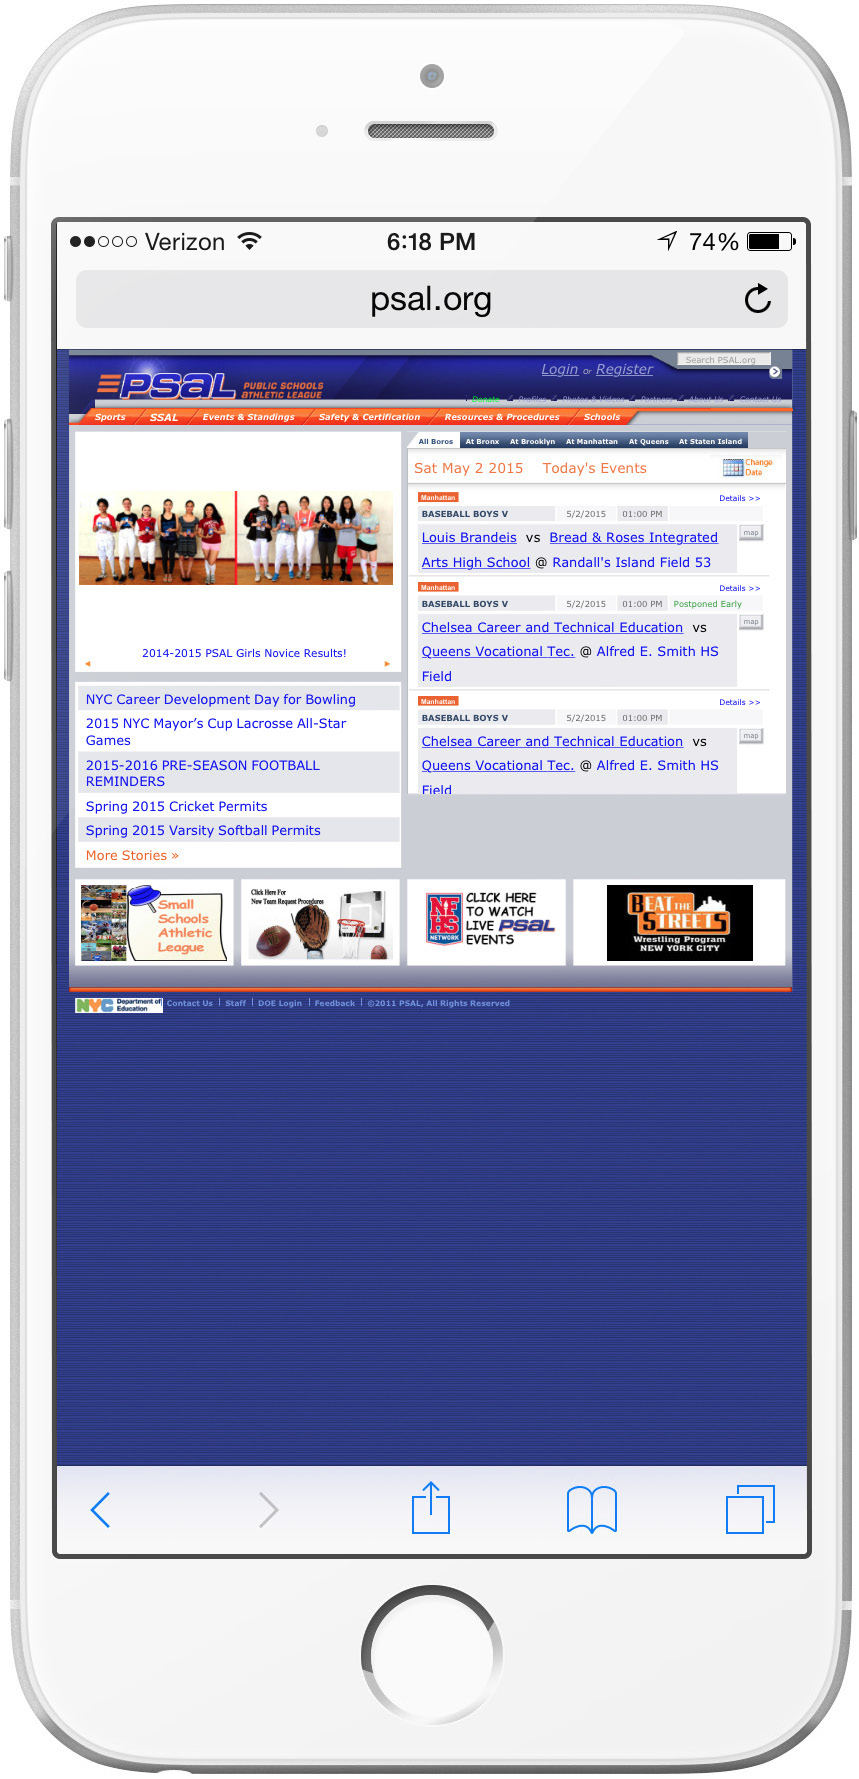 Verizon 6:18 PM 74%
psal.org
PSAL PUBLIC SCHOOLS
ATHLETIC LEAGUE
Login or Register
Search PSAL.org
Donate Profiles Photos & Videos Partners About Us Contact Us
Sports SSAL Events & Standings Safety & Certification Resources & Procedures Schools
2014-2015 PSAL Girls Novice Results!
NYC Career Development Day for Bowling
2015 NYC Mayor's Cup Lacrosse All-Star
Games
2015-2016 PRE-SEASON FOOTBALL
REMINDERS
Spring 2015 Cricket Permits
Spring 2015 Varsity Softball Permits
More Stories »
All Boros At Bronx At Brooklyn At Manhattan At Queens At Staten Island
Sat May 2 2015 Today's Events
Change
Date
Manhattan Details >>
BASEBALL BOYS V 5/2/2015 01:00 PM
Louis Brandeis vs Bread & Roses Integrated
map
Arts High School @ Randall's Island Field 53
Manhattan Details >>
BASEBALL BOYS V 5/2/2015 01:00 PM Postponed Early
Chelsea Career and Technical Education vs
map
Queens Vocational Tec. @ Alfred E. Smith HS
Field
Manhattan Details >>
BASEBALL BOYS V 5/2/2015 01:00 PM
Chelsea Career and Technical Education vs
map
Queens Vocational Tec. @ Alfred E. Smith HS
Field
Small
Schools
Athletic
League
Click Here For
New Team Request Procedures
NFHS
NETWORK
CLICK HERE
TO WATCH
LIVE PSAL
EVENTS
BEAT THE
STREETS
Wrestling Program
NEW YORK CITY
NYC Department of
Education
Contact Us | Staff | DOE Login | Feedback | ©2011 PSAL, All Rights Reserved